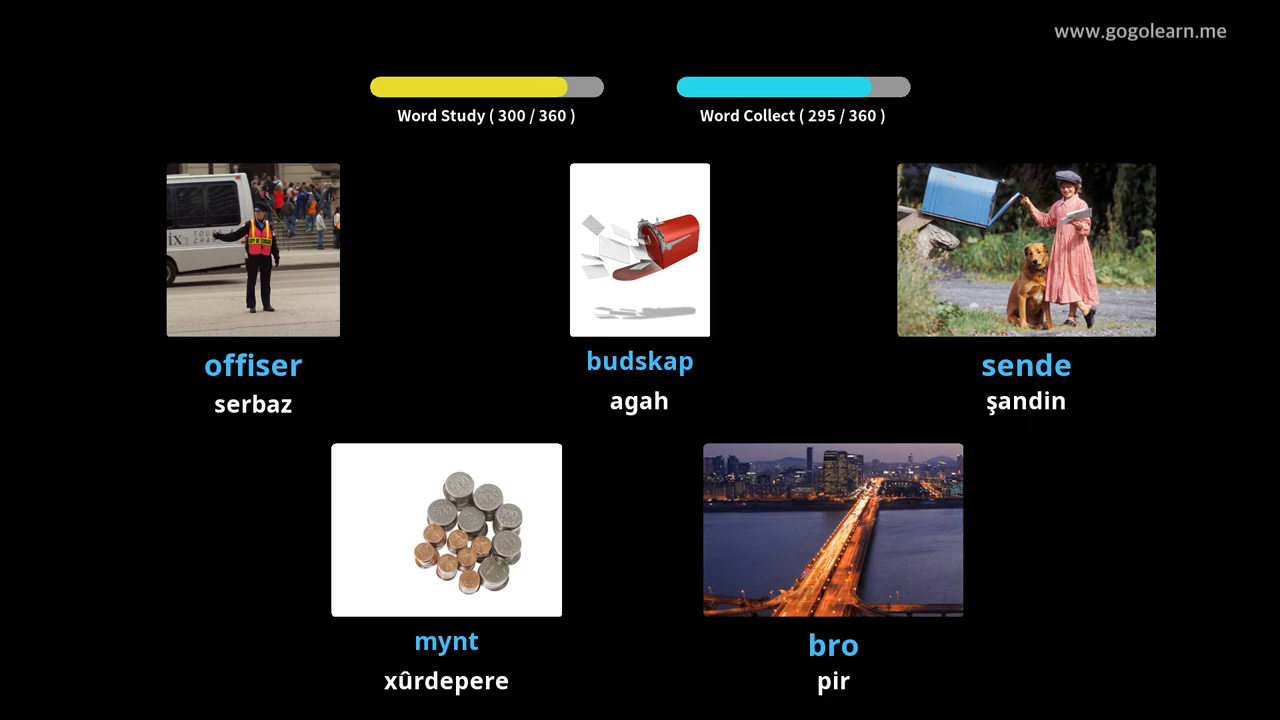 www.gogolearn.me
Word Study ( 300 / 360 )
Word Collect ( 295 / 360 )
offiser
serbaz
budskap
agah
sende
şandin
mynt
xûrdepere
bro
pir